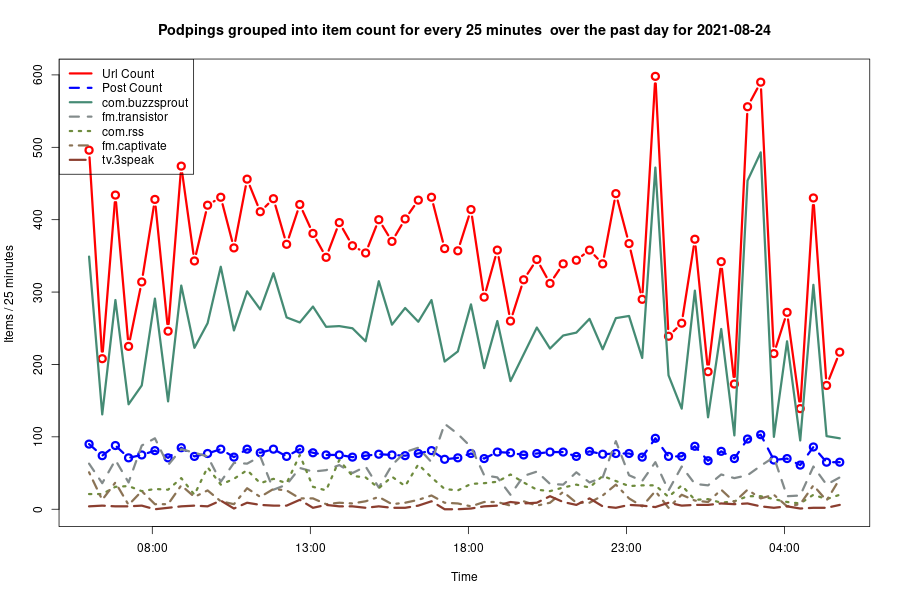 Podpings grouped into item count for every 25 minutes  over the past day for 2021-08-24
Url Count
Post Count
com.buzzsprout
fm.transistor
com.rss
fm.captivate
tv.3speak
Items / 25 minutes
600
500
400
300
200
100
0
08:00
13:00
18:00
23:00
04:00
Time